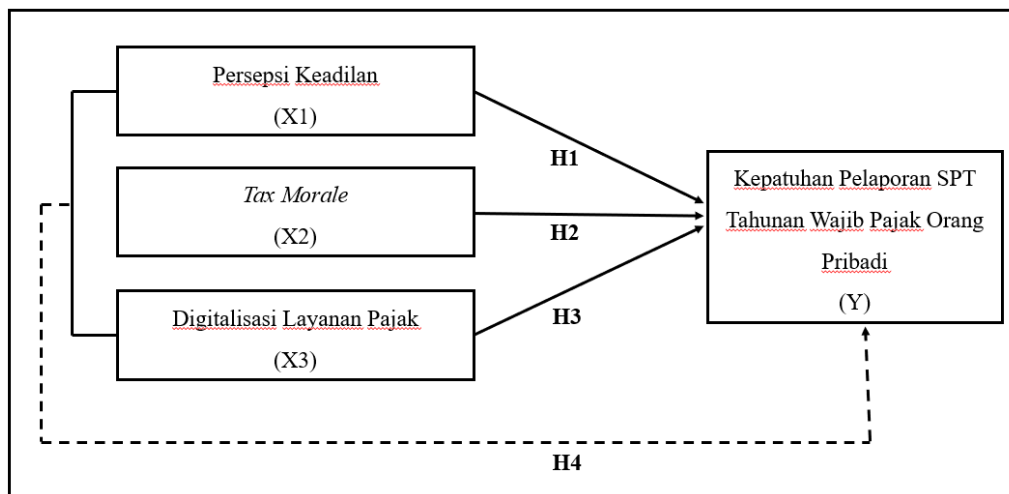 Persepsi Keadilan
(X1)
H1
Tax Morale
(X2)
H2
Digitalisasi Layanan Pajak
(X3)
H3
Kepatuhan Pelaporan SPT
Tahunan Wajib Pajak Orang
Pribadi
(Y)
H4